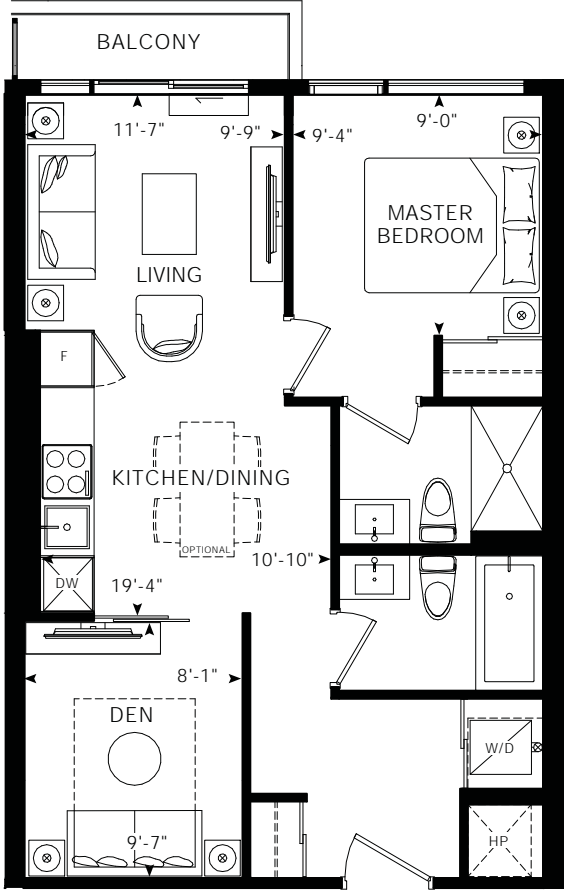 BALCONY
11'-7"
9'-9"
9'-4"
9'-0"
MASTER
BEDROOM
LIVING
F
KITCHEN/DINING
OPTIONAL
10'-10"
DW
19'-4"
8'-1"
DEN
W/D
9'-7"
HP